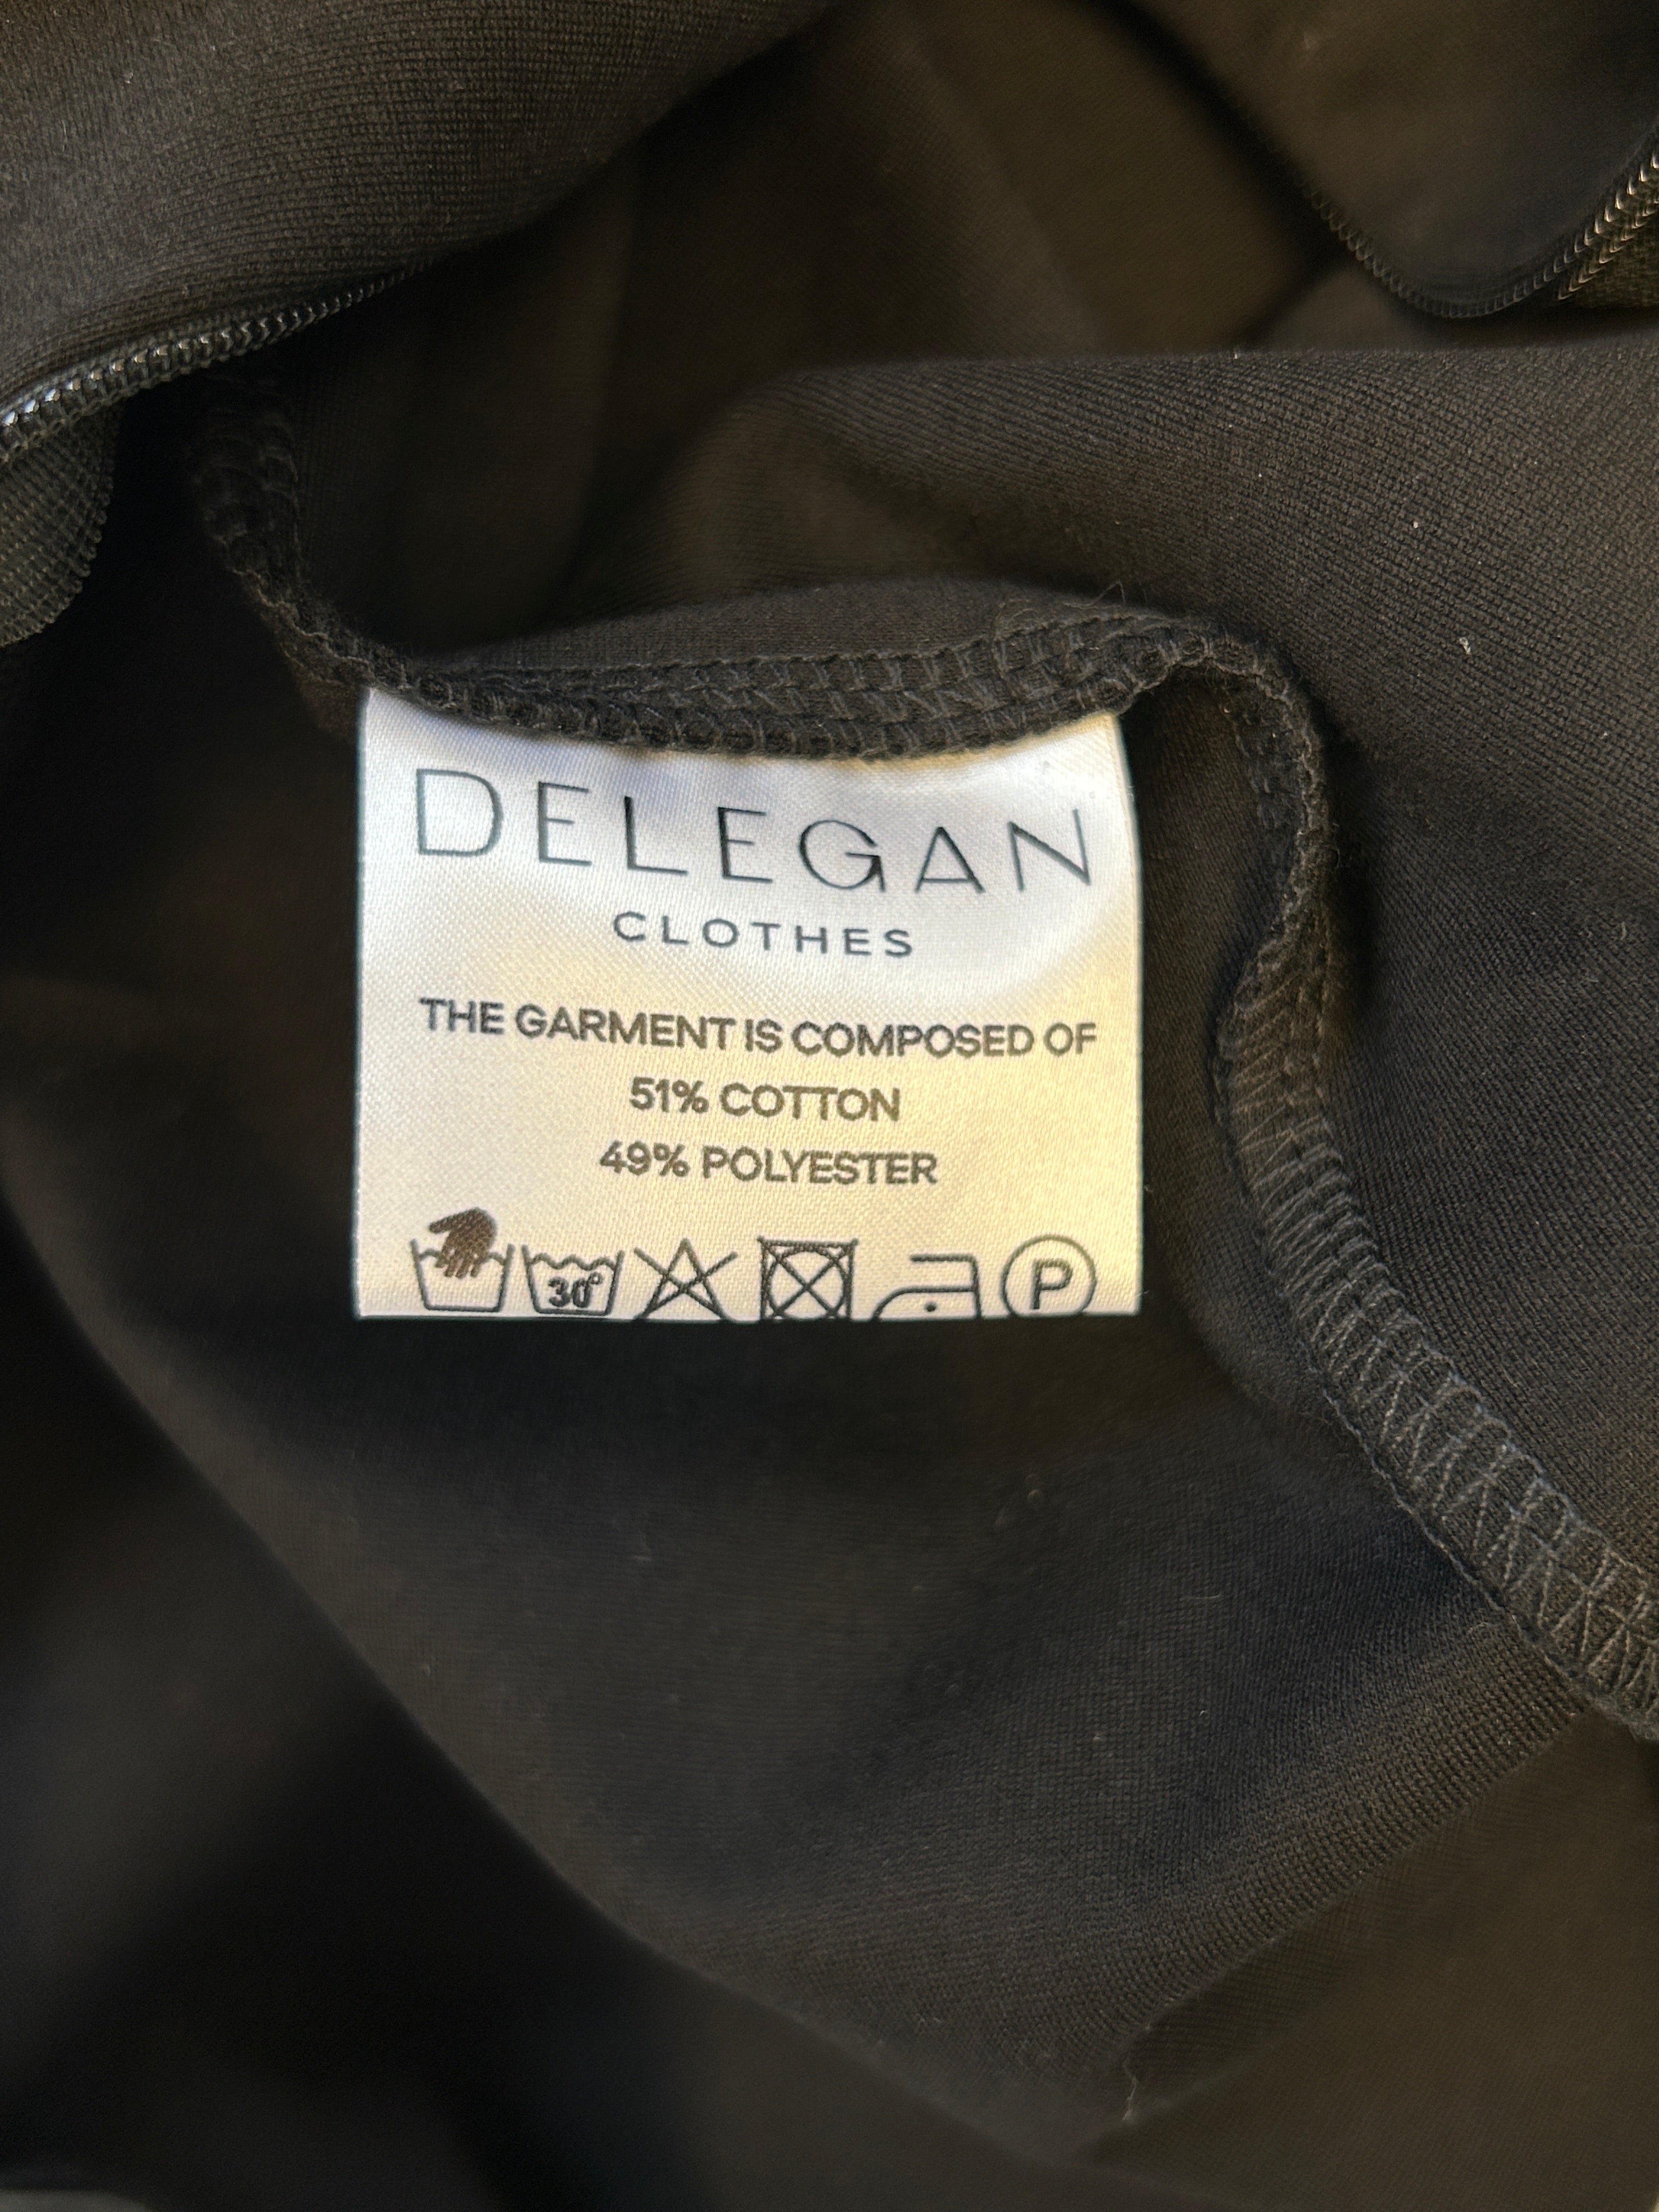 DELEGAN
CLOTHES
THE GARMENT IS COMPOSED OF
51% COTTON
49% POLYESTER
30° P